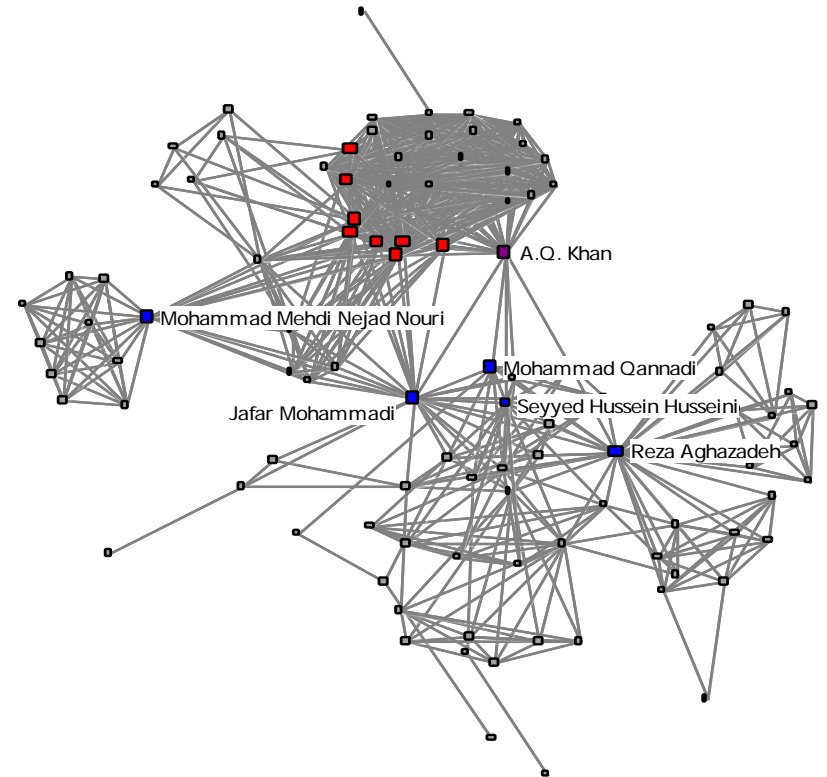 A.Q. Khan
Mohammad Mehdi Nejad Nouri
Mohammad Qannadi
Jafar Mohammadi
Seyyed Hussein Husseini
Reza Aghazadeh